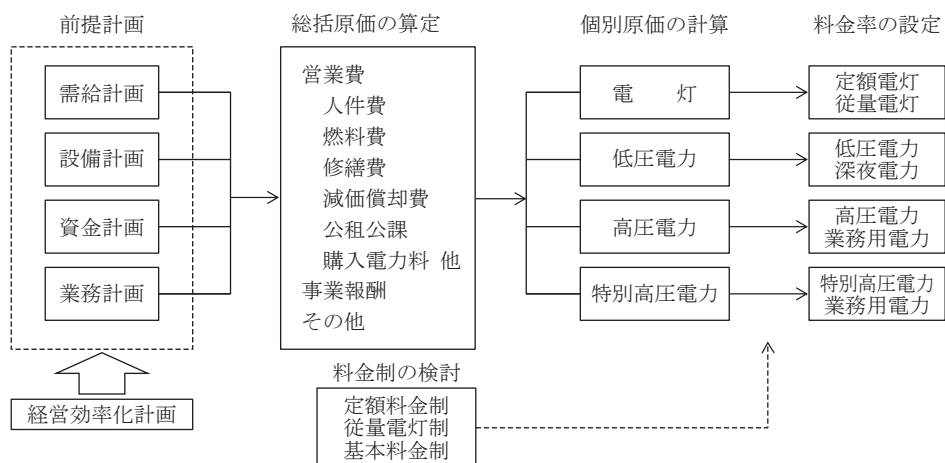 前提計画
需給計画
設備計画
資金計画
業務計画
経営効率化計画
総括原価の算定
営業費
人件費
燃料費
修繕費
減価償却費
公租公課
購入電力料 他
事業報酬
その他
料金制の検討
定額料金制
従量電灯制
基本料金制
個別原価の計算
電　灯
低圧電力
高圧電力
特別高圧電力
料金率の設定
定額電灯
従量電灯
低圧電力
深夜電力
高圧電力
業務用電力
特別高圧電力
業務用電力